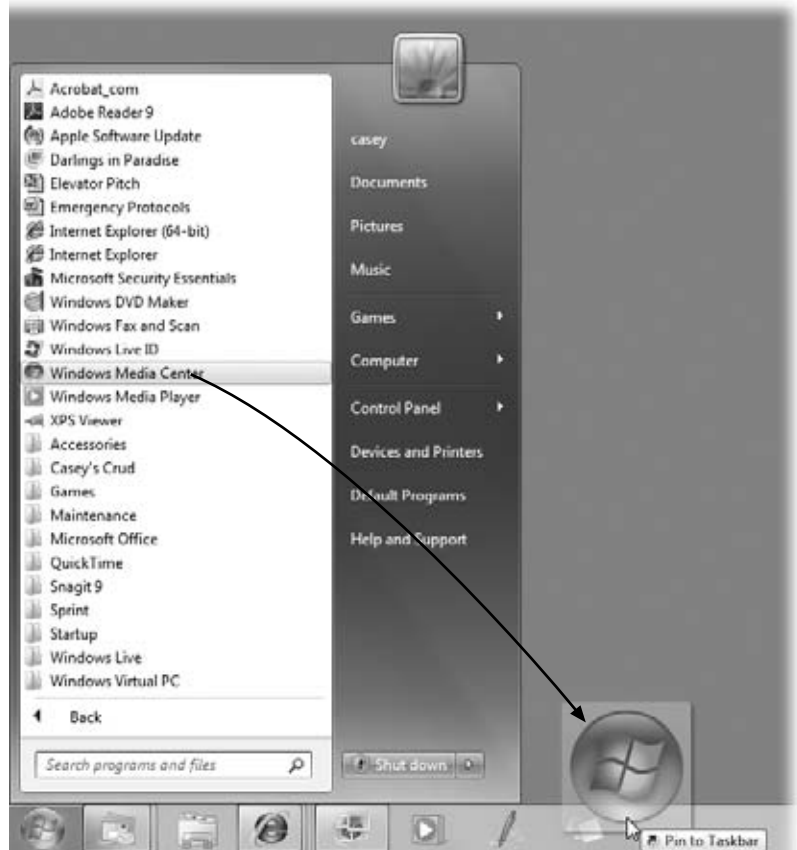 Acrobat_com
Adobe Reader 9
Apple Software Update
Darlings in Paradise
Elevator Pitch
Emergency Protocols
Internet Explorer (64-bit)
Internet Explorer
Microsoft Security Essentials
Windows DVD Maker
Windows Fax and Scan
Windows Live ID
Windows Media Center
Windows Media Player
XPS Viewer
Accessories
Casey's Crud
Games
Maintenance
Microsoft Office
QuickTime
Snagit 9
Sprint
Startup
Windows Live
Windows Virtual PC
Back
Search programs and files
casey
Documents
Pictures
Music
Games
Computer
Control Panel
Devices and Printers
Default Programs
Help and Support
Shut down
Pin to Taskbar